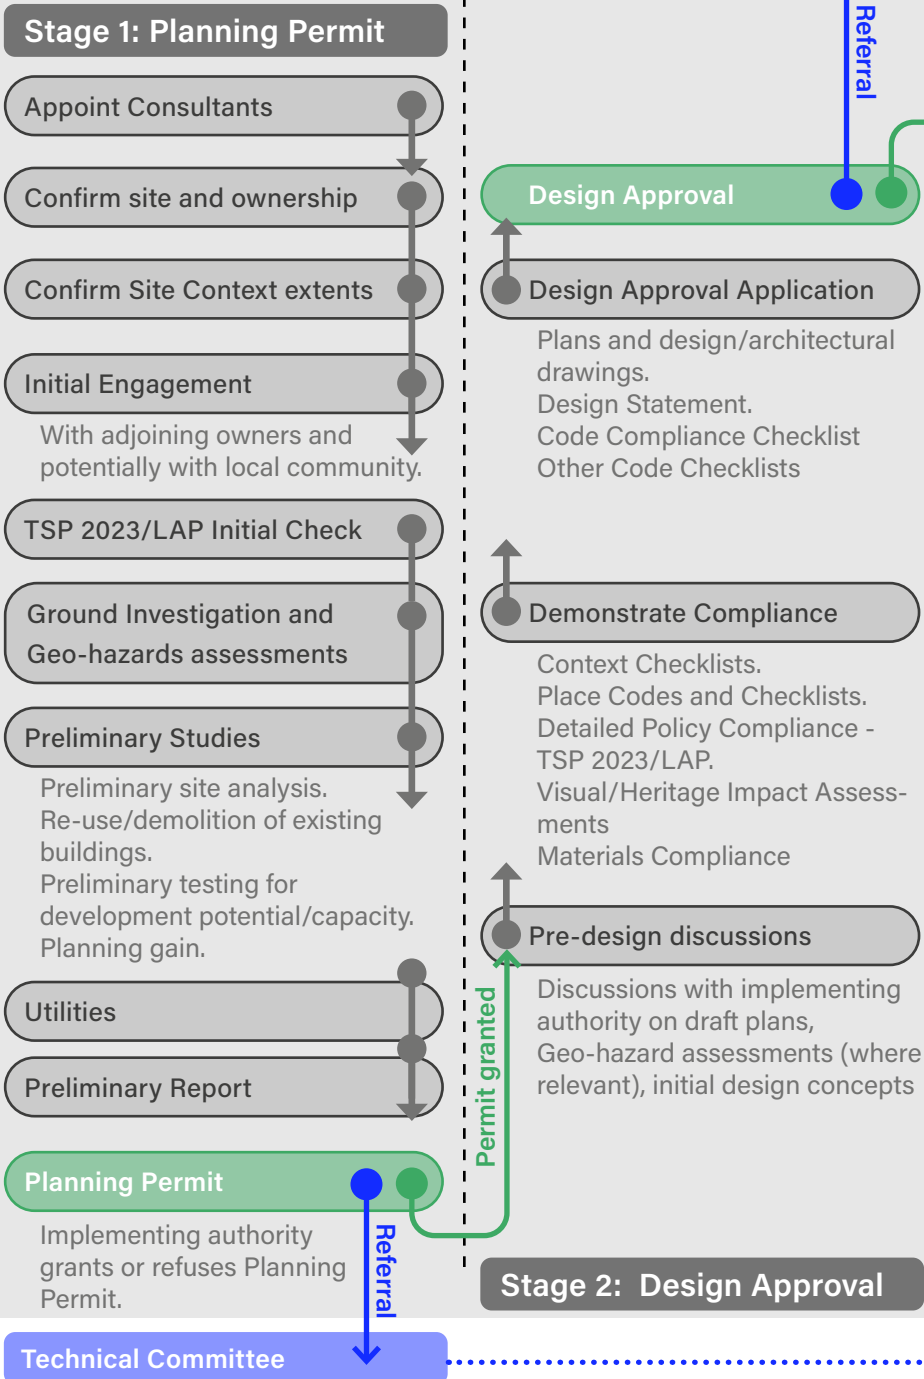 Stage 1: Planning Permit
Appoint Consultants
Confirm site and ownership
Confirm Site Context extents
Initial Engagement
With adjoining owners and
potentially with local community.
TSP 2023/LAP Initial Check
Ground Investigation and
Geo-hazards assessments
Preliminary Studies
Preliminary site analysis.
Re-use/demolition of existing
buildings.
Preliminary testing for
development potential/capacity.
Planning gain.
Utilities
Preliminary Report
Planning Permit
Implementing authority
grants or refuses Planning
Permit.
Referral
Technical Committee
Permit granted
Referral
Design Approval
Design Approval Application
Plans and design/architectural
drawings.
Design Statement.
Code Compliance Checklist
Other Code Checklists
Demonstrate Compliance
Context Checklists.
Place Codes and Checklists.
Detailed Policy Compliance -
TSP 2023/LAP.
Visual/Heritage Impact Assess-
ments
Materials Compliance
Pre-design discussions
Discussions with implementing
authority on draft plans,
Geo-hazard assessments (where
relevant), initial design concepts
Stage 2: Design Approval